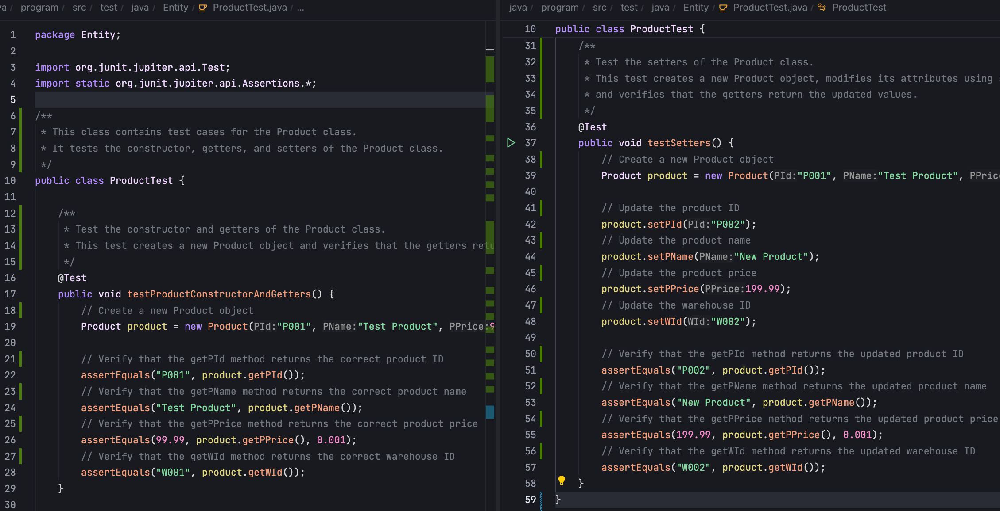 va / program / src / test / java / Entity / ProductTest.java / ...
1 package Entity;
2
3 import org.junit.jupiter.api.Test;
4 import static org.junit.jupiter.api.Assertions.*;
5
6 /**
7 * This class contains test cases for the Product class.
8 * It tests the constructor, getters, and setters of the Product class.
9 */
10 public class ProductTest {
11
12 /**
13 * Test the constructor and getters of the Product class.
14 * This test creates a new Product object and verifies that the getters retu
15 */
16 @Test
17 public void testProductConstructorAndGetters() {
18 // Create a new Product object
19 Product product = new Product(PId:"P001", PName:"Test Product", PPrice:9
20
21 // Verify that the getPId method returns the correct product ID
22 assertEquals("P001", product.getPId());
23 // Verify that the getPName method returns the correct product name
24 assertEquals("Test Product", product.getPName());
25 // Verify that the getPPrice method returns the correct product price
26 assertEquals(99.99, product.getPPrice(), 0.001);
27 // Verify that the getWId method returns the correct warehouse ID
28 assertEquals("W001", product.getWId());
29 }
30
java / program / src / test / java / Entity / ProductTest.java / ProductTest
10 public class ProductTest {
31 /**
32 * Test the setters of the Product class.
33 * This test creates a new Product object, modifies its attributes using s
34 * and verifies that the getters return the updated values.
35 */
36 @Test
37 public void testSetters() {
38 // Create a new Product object
39 Product product = new Product(PId:"P001", PName:"Test Product", PPric
40
41 // Update the product ID
42 product.setPId(PId:"P002");
43 // Update the product name
44 product.setPName(PName:"New Product");
45 // Update the product price
46 product.setPPrice(PPrice:199.99);
47 // Update the warehouse ID
48 product.setWId(WId:"W002");
49
50 // Verify that the getPId method returns the updated product ID
51 assertEquals("P002", product.getPId());
52 // Verify that the getPName method returns the updated product name
53 assertEquals("New Product", product.getPName());
54 // Verify that the getPPrice method returns the updated product price
55 assertEquals(199.99, product.getPPrice(), 0.001);
56 // Verify that the getWId method returns the updated warehouse ID
57 assertEquals("W002", product.getWId());
58 }
59 }